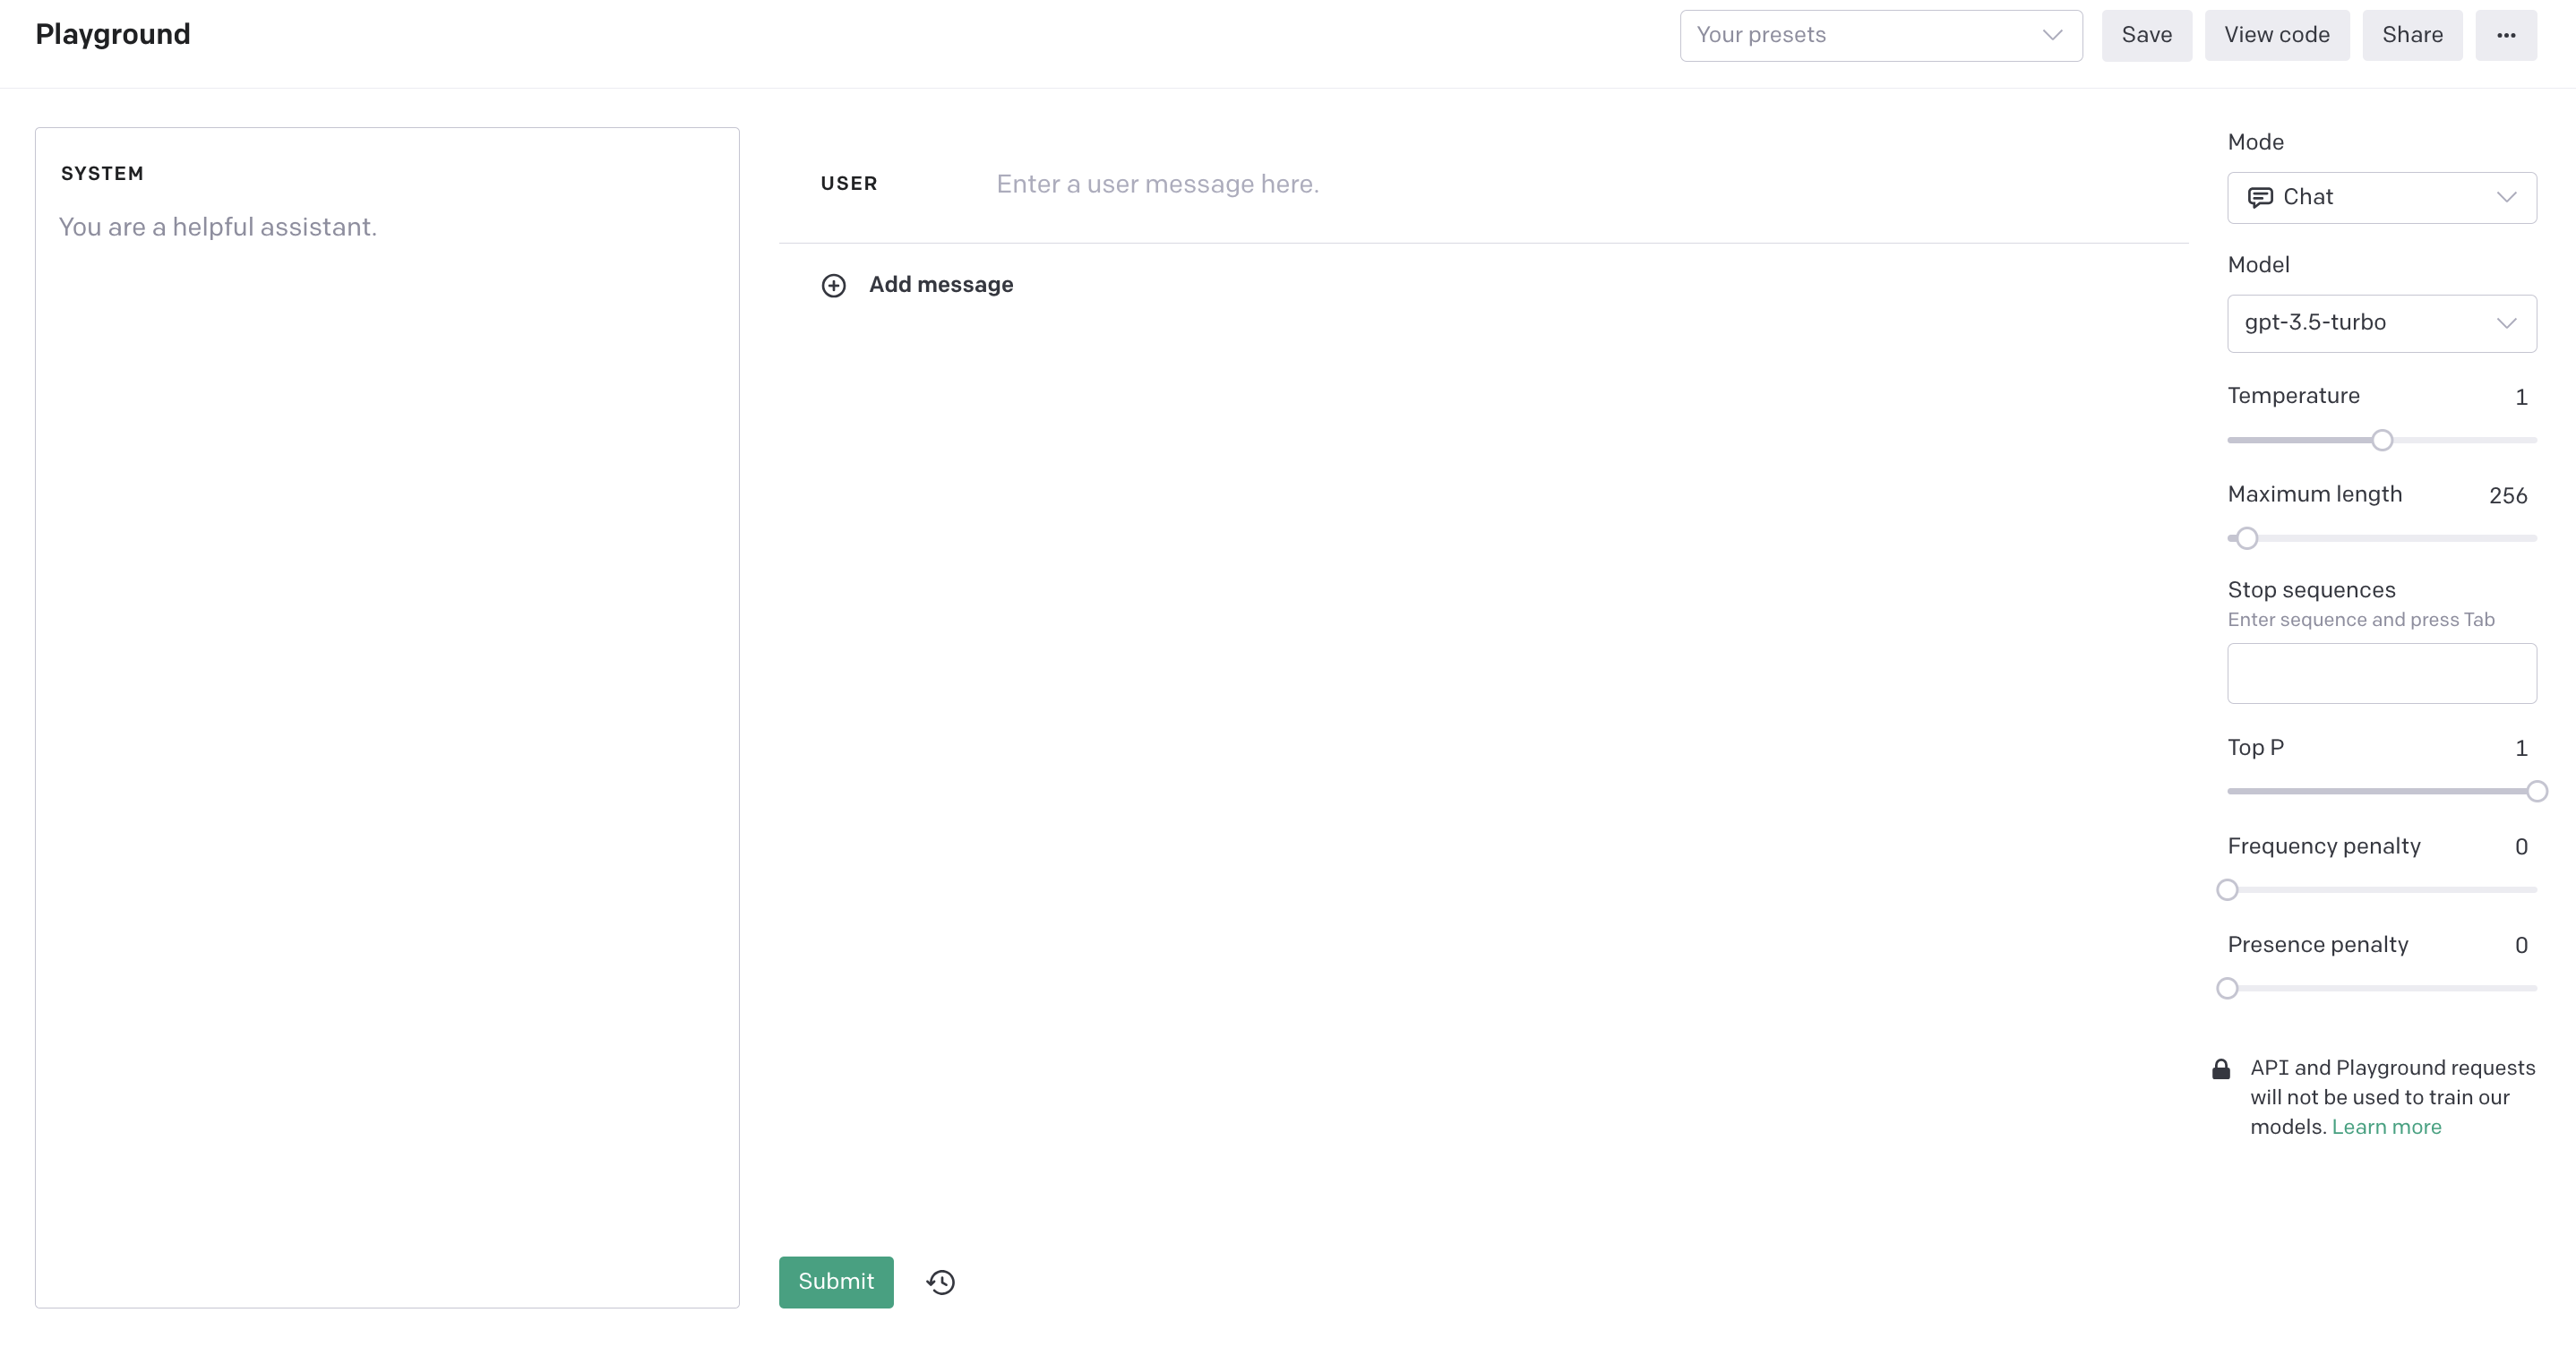 Playground
Your presets
Save
View code
Share
SYSTEM
You are a helpful assistant.
USER
Enter a user message here.
Add message
Submit
Mode
Chat
Model
gpt-3.5-turbo
Temperature 1
Maximum length 256
Stop sequences
Enter sequence and press Tab
Top P 1
Frequency penalty 0
Presence penalty 0
API and Playground requests
will not be used to train our
models. Learn more